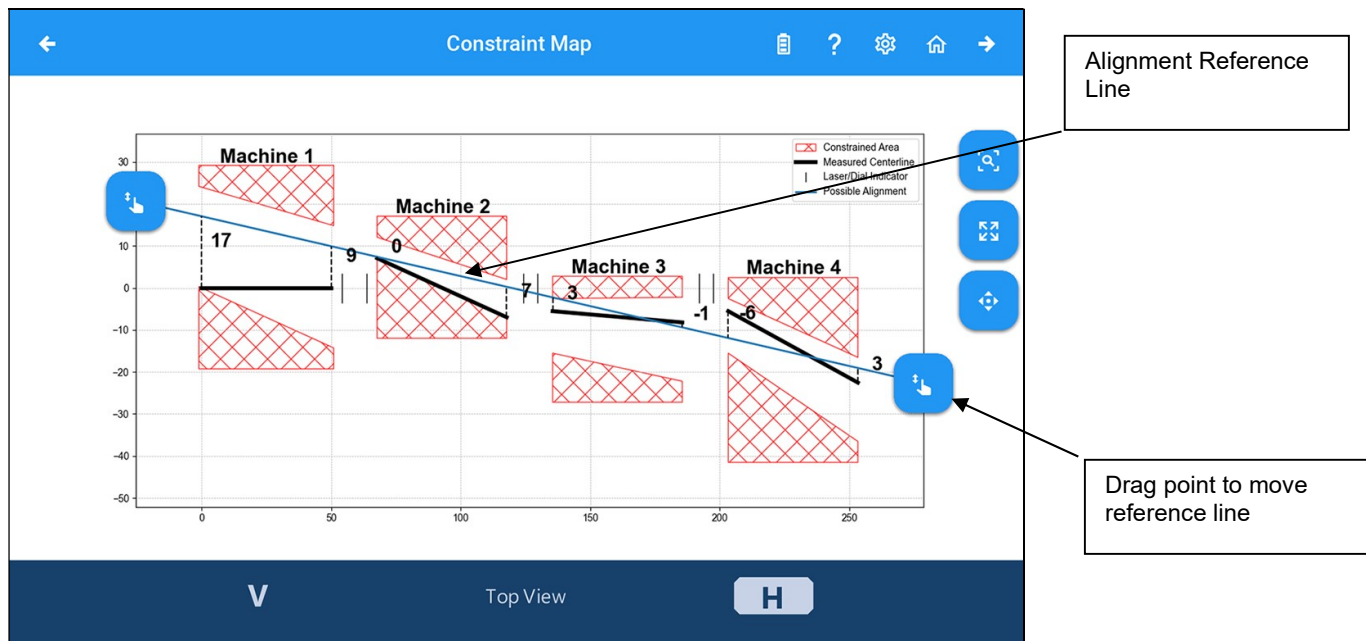 Constraint Map
?
Alignment Reference
Line
Machine 1
Machine 2
Machine 3
Machine 4
Constrained Area
Measured Centerline
Laser/Dial Indicator
Possible Alignment
30
10
0
−10
−20
−30
−40
−50
17
9
0
7
3
-1
-6
3
0
50
100
150
200
250
Drag point to move
reference line
V
Top View
H